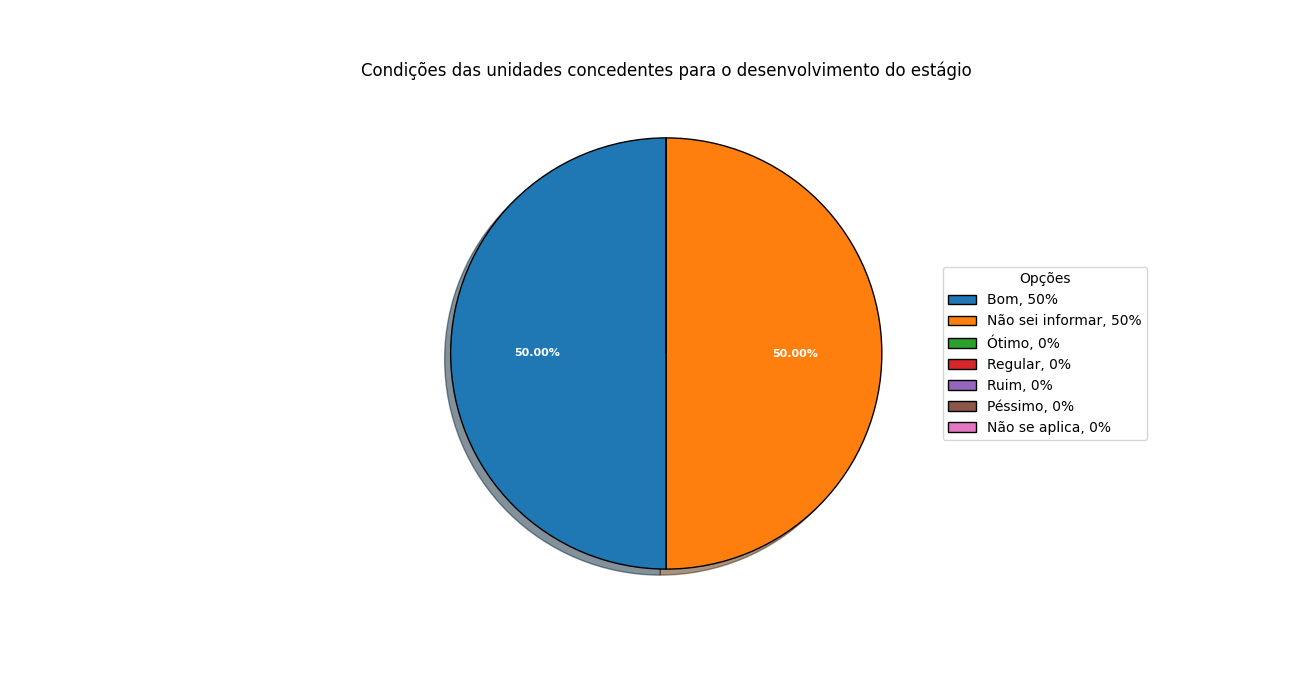 Condições das unidades concedentes para o desenvolvimento do estágio
50.00%
50.00%
Opções
Bom, 50%
Não sei informar, 50%
Ótimo, 0%
Regular, 0%
Ruim, 0%
Péssimo, 0%
Não se aplica, 0%